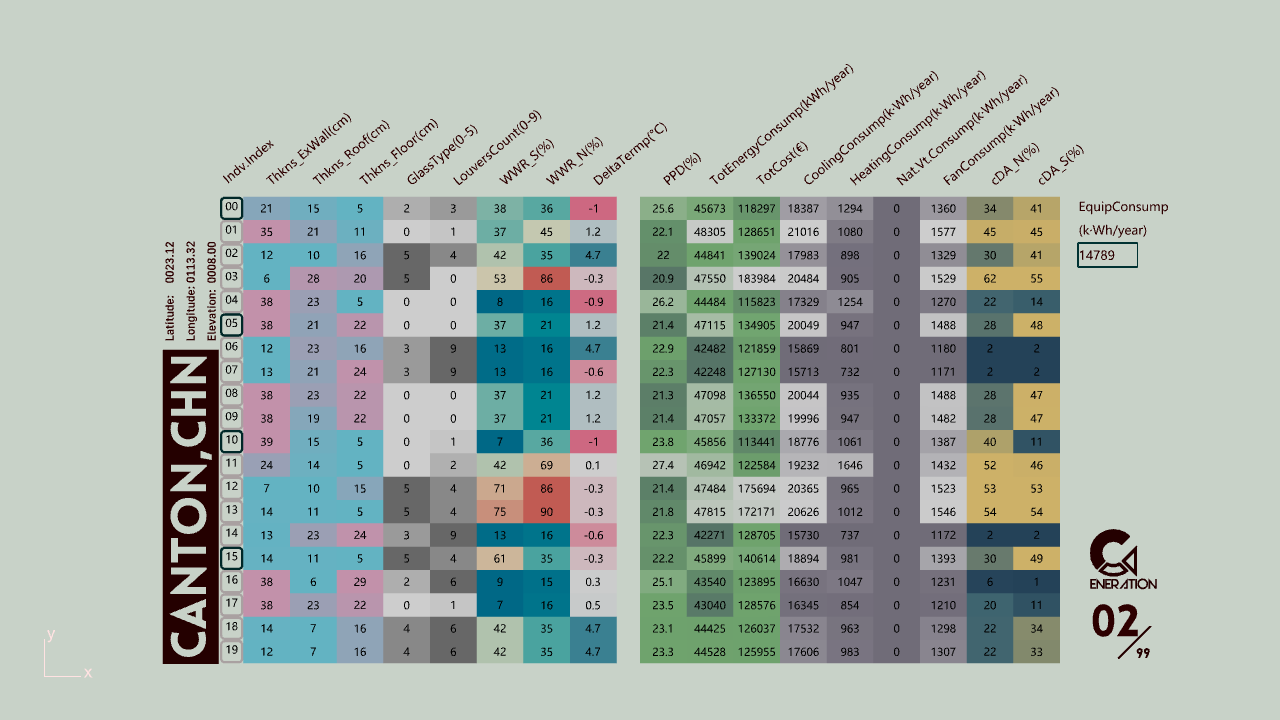 Indv.Index Thkns_ExWall(cm) Thkns_Roof(cm) Thkns_Floor(cm) GlassType(0-5) LouversCount(0-9) WWR_S(%) WWR_N(%) DeltaTermp(°C) PPD(%) TotEnergyConsump(kWh/year) TotCost(€) CoolingConsump(k·Wh/year) HeatingConsump(k·Wh/year) Nat.Vt.Consump(k·Wh/year) FanConsump(k·Wh/year) cDA_N(%) cDA_S(%)
00 21 15 5 2 3 38 36 -1 25.6 45673 118297 18387 1294 0 1360 34 41
01 35 21 11 0 1 37 45 1.2 22.1 48305 128651 21016 1080 0 1577 45 45
02 12 10 16 5 4 42 35 4.7 22 44841 139024 17983 898 0 1329 30 41
03 6 28 20 5 0 53 86 -0.3 20.9 47550 183984 20484 905 0 1529 62 55
04 38 23 5 0 0 8 16 -0.9 26.2 44484 115823 17329 1254 0 1270 22 14
05 38 21 22 0 0 37 21 1.2 21.4 47115 134905 20049 947 0 1488 28 48
06 12 23 16 3 9 13 16 4.7 22.9 42482 121859 15869 801 0 1180 2 2
07 13 21 24 3 9 13 16 -0.6 22.3 42248 127130 15713 732 0 1171 2 2
08 38 23 22 0 0 37 21 1.2 21.3 47098 136550 20044 935 0 1488 28 47
09 38 19 22 0 0 37 21 1.2 21.4 47057 133372 19996 947 0 1482 28 47
10 39 15 5 0 1 7 36 -1 23.8 45856 113441 18776 1061 0 1387 40 11
11 24 14 5 0 2 42 69 0.1 27.4 46942 122584 19232 1646 0 1432 52 46
12 7 10 15 5 4 71 86 -0.3 21.4 47484 175694 20365 965 0 1523 53 53
13 14 11 5 5 4 75 90 -0.3 21.8 47815 172171 20626 1012 0 1546 54 54
14 13 23 24 3 9 13 16 -0.6 22.3 42271 128705 15730 737 0 1172 2 2
15 14 11 5 5 4 61 35 -0.3 22.2 45899 140614 18894 981 0 1393 30 49
16 38 6 29 2 6 9 15 0.3 25.1 43540 123895 16630 1047 0 1231 6 1
17 38 23 22 0 1 7 16 0.5 23.5 43040 128576 16345 854 0 1210 20 11
18 14 7 16 4 6 42 35 4.7 23.1 44425 126037 17532 963 0 1298 22 34
19 12 7 16 4 6 42 35 4.7 23.3 44528 125955 17606 983 0 1307 22 33
Latitude: 0023.12
Longitude: 0113.32
Elevation: 0008.00
CANTON,CHN
EquipConsump
(k·Wh/year)
14789
ENERATION
02/99
y
x